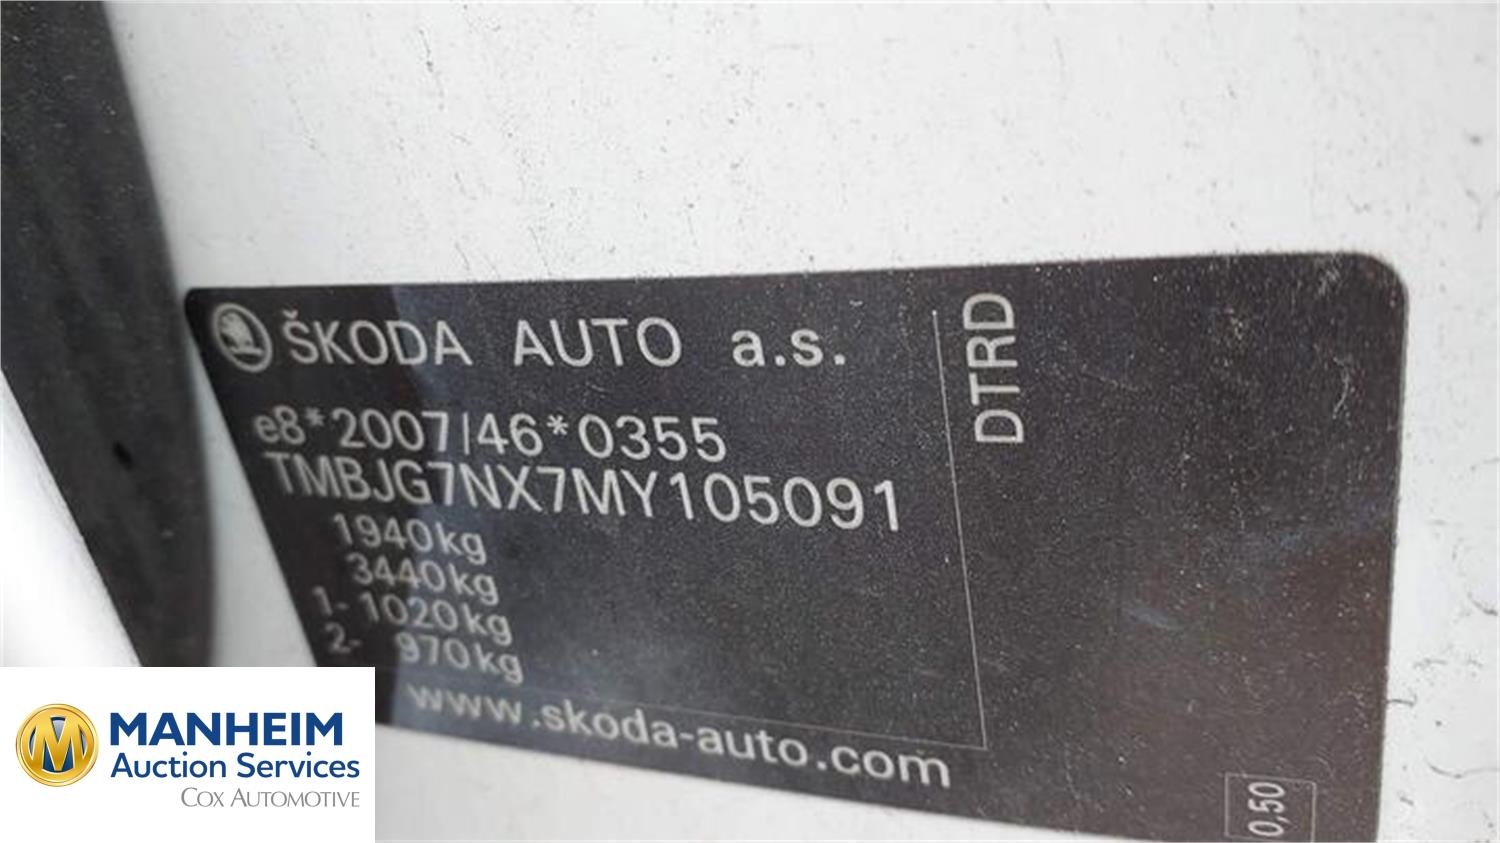 ŠKODA AUTO a.s.
e8*2007/46*0355
TMBJG7NX7MY105091
1940kg
3440kg
1- 1020kg
2- 970kg
www.skoda-auto.com
DTRD
0,50
MANHEIM
Auction Services
COX AUTOMOTIVE